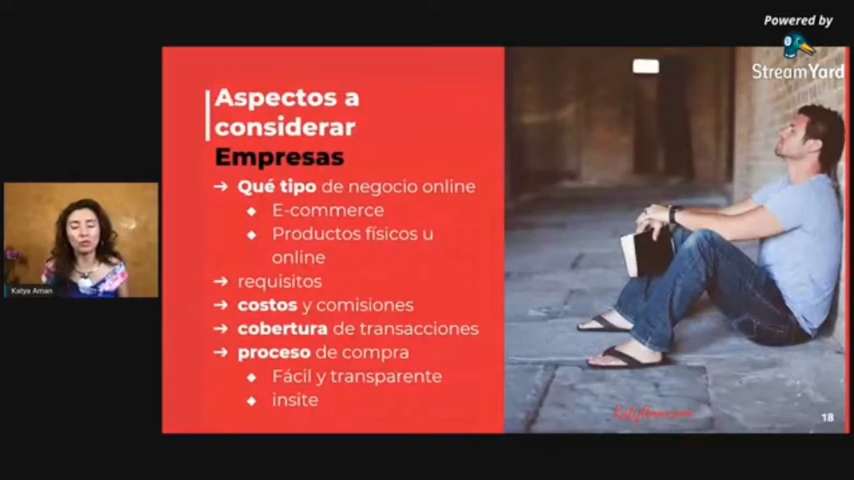 Powered by
StreamYard
Aspectos a
considerar
Empresas
➔ Qué tipo de negocio online
◆ E-commerce
◆ Productos físicos u
online
➔ requisitos
➔ costos y comisiones
➔ cobertura de transacciones
➔ proceso de compra
◆ Fácil y transparente
◆ insite
Katya Aman
18